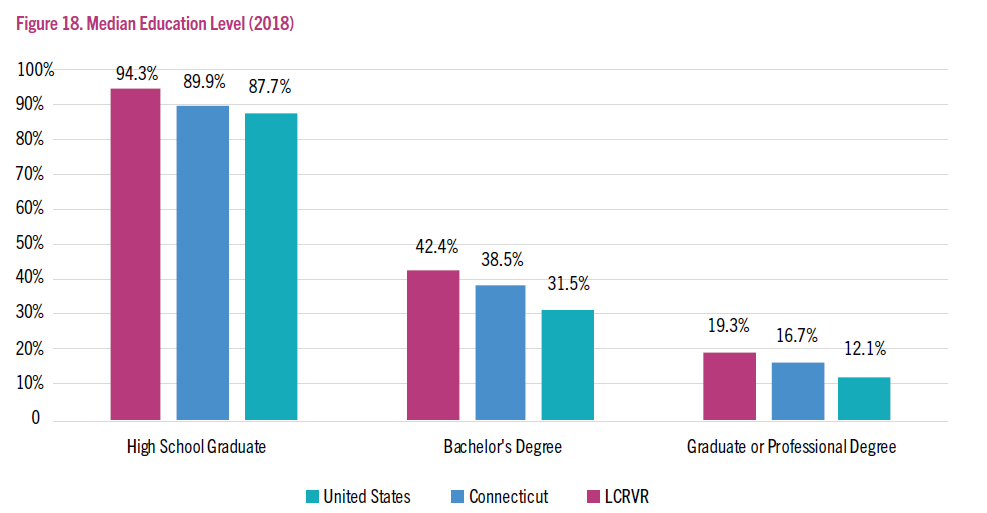 Figure 18. Median Education Level (2018)
100%
90%
80%
70%
60%
50%
40%
30%
20%
10%
0
94.3%
89.9%
87.7%
42.4%
38.5%
31.5%
19.3%
16.7%
12.1%
High School Graduate
Bachelor's Degree
Graduate or Professional Degree
United States
Connecticut
LCRVR